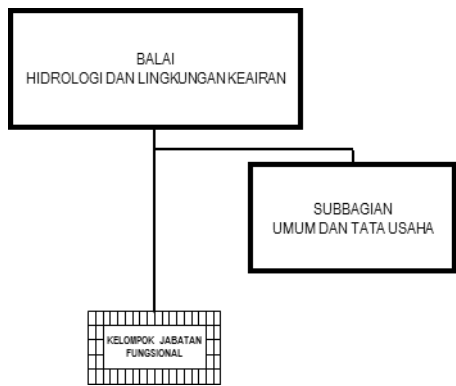 BALAI
HIDROLOGI DAN LINGKUNGAN KEAIRAN
SUBBAGIAN
UMUM DAN TATA USAHA
KELOMPOK JABATAN
FUNGSIONAL